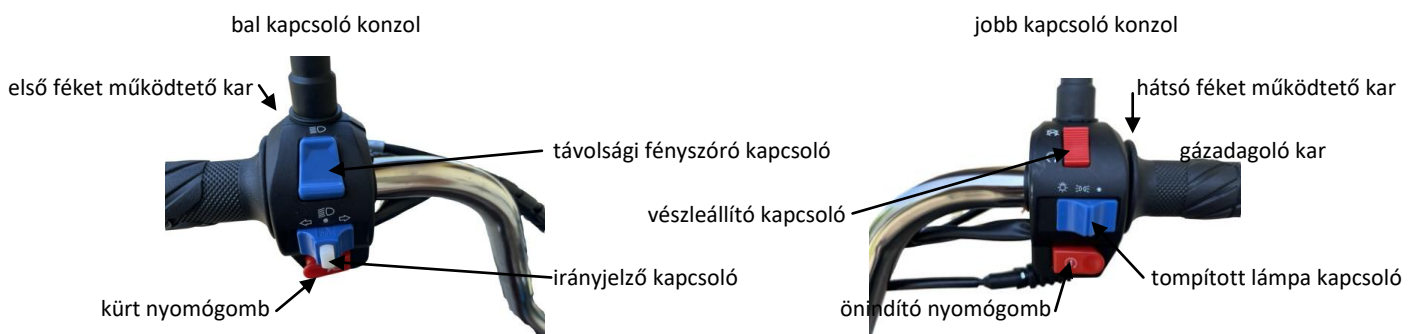 bal kapcsoló konzol
jobb kapcsoló konzol
első féket működtető kar
hátsó féket működtető kar
távolsági fényszóró kapcsoló
gázadagoló kar
vészleállító kapcsoló
irányjelző kapcsoló
tompított lámpa kapcsoló
kürt nyomógomb
önindító nyomógomb